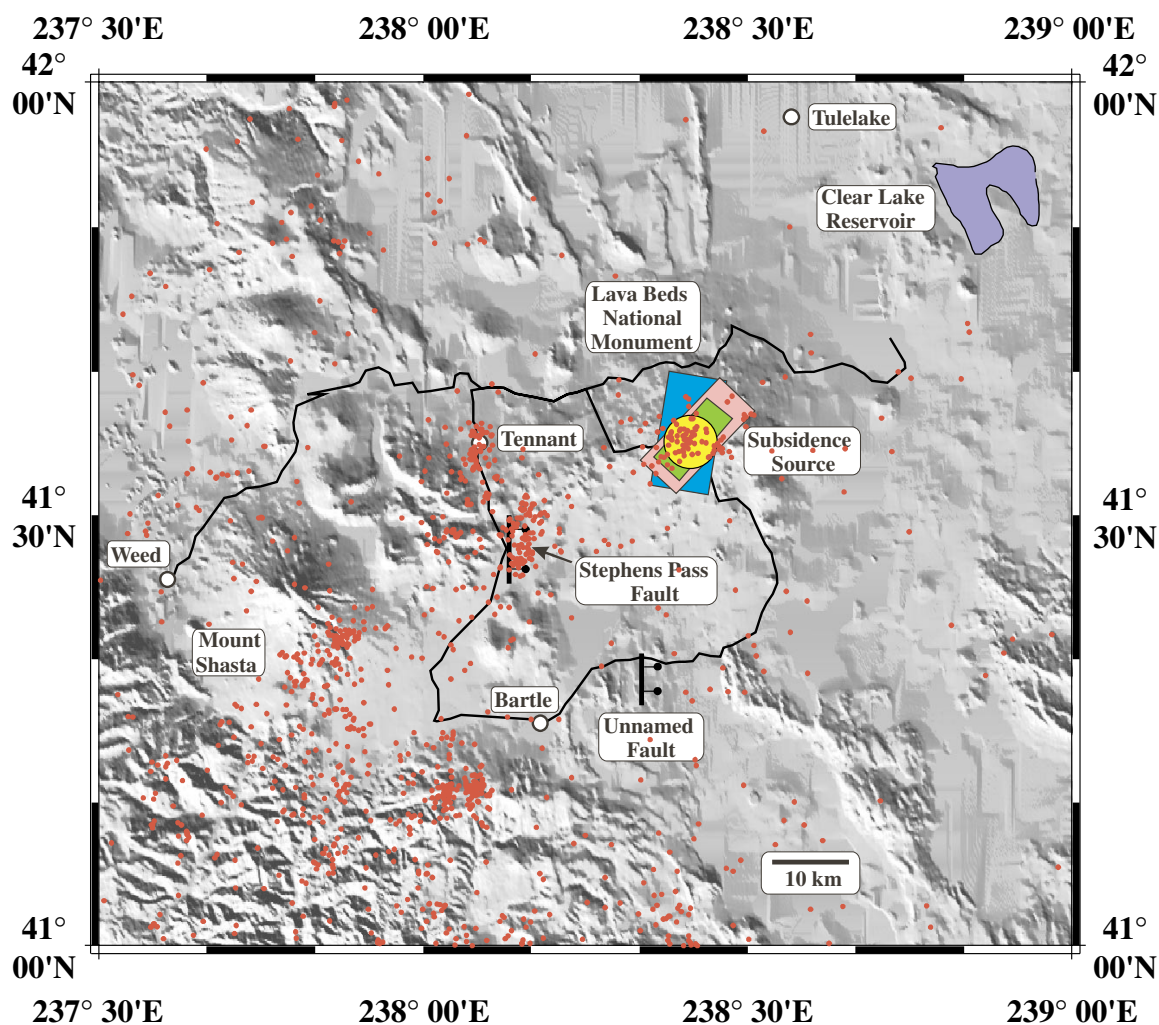 237° 30'E
238° 00'E
238° 30'E
239° 00'E
42°
00'N
42°
00'N
Tulelake
Clear Lake
Reservoir
Lava Beds
National
Monument
Tennant
Subsidence
Source
41°
30'N
41°
30'N
Weed
Stephens Pass
Fault
Mount
Shasta
Bartle
Unnamed
Fault
10 km
41°
00'N
41°
00'N
237° 30'E
238° 00'E
238° 30'E
239° 00'E